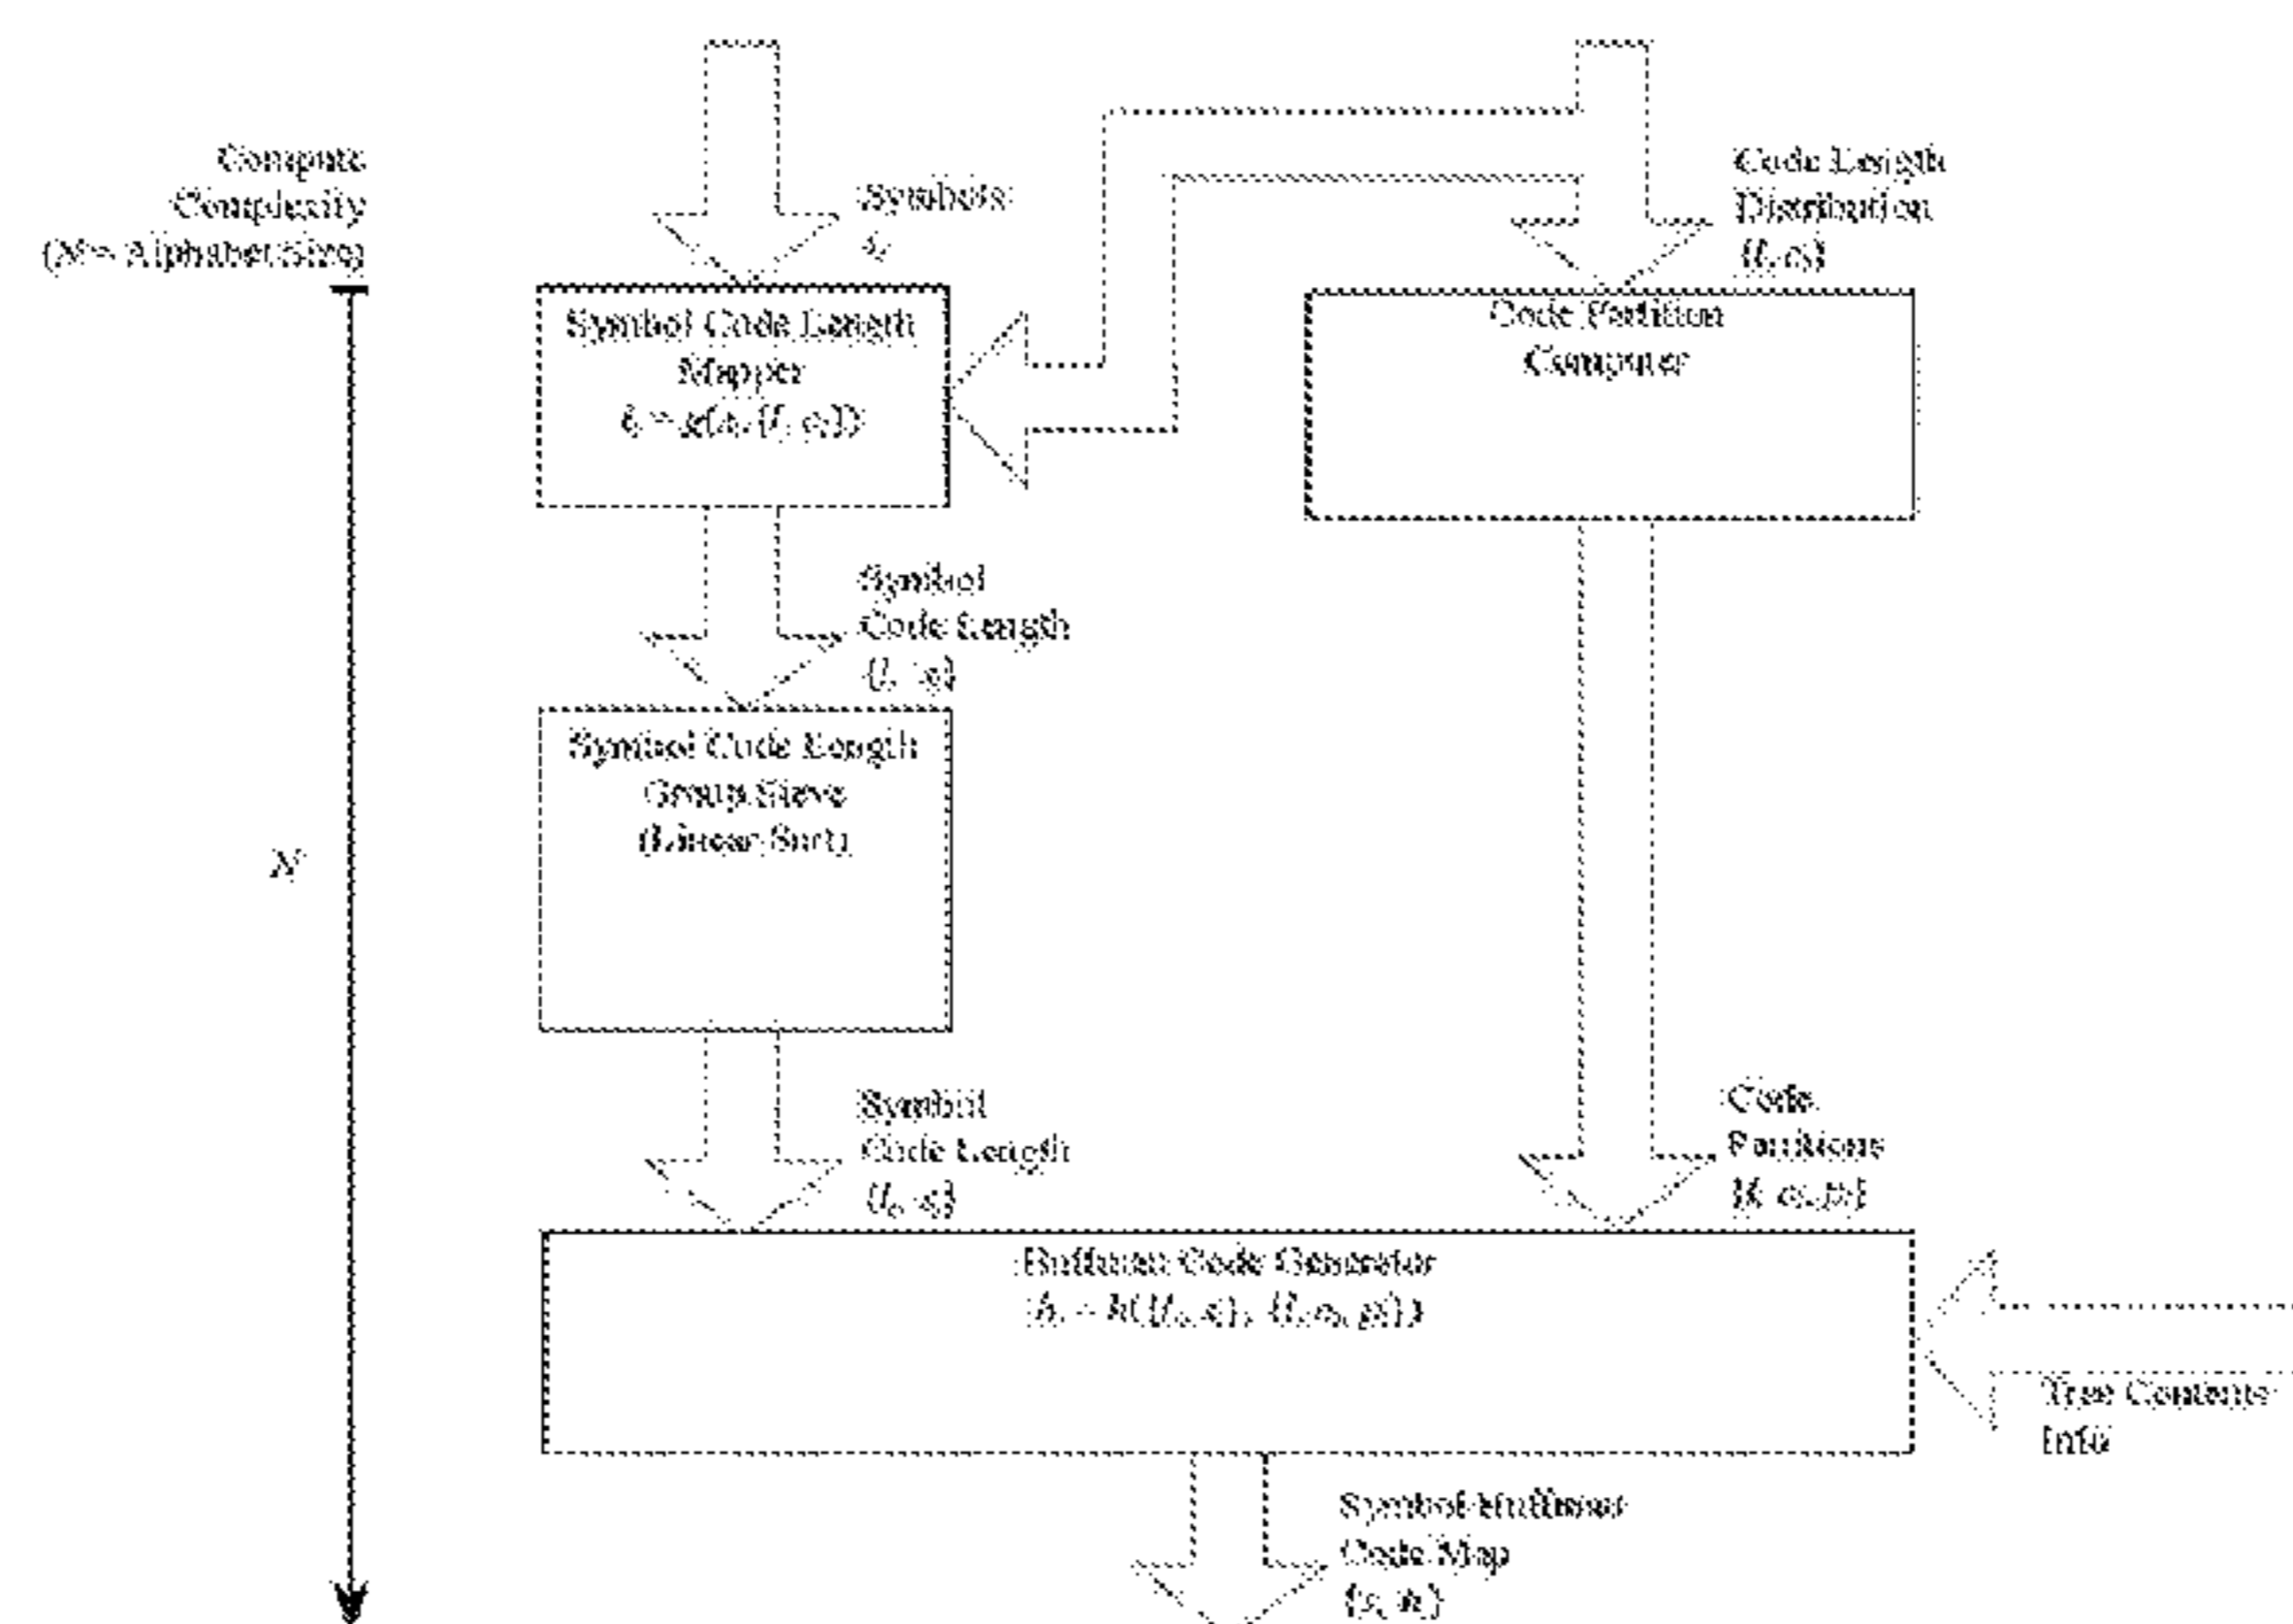 Compute
Complexity
(N = Alphabet Size)
Symbols
Code Length
Distribution
Symbol Code Length
Mapper
Code Partition
Computer
Symbol
Code Length
Symbol Code Length
Group Sieve
(Linear Sort)
N
Symbol
Code Length
Code
Partitions
Huffman Code Generator
Tree Contents
Info
Symbol-Huffman
Code Map